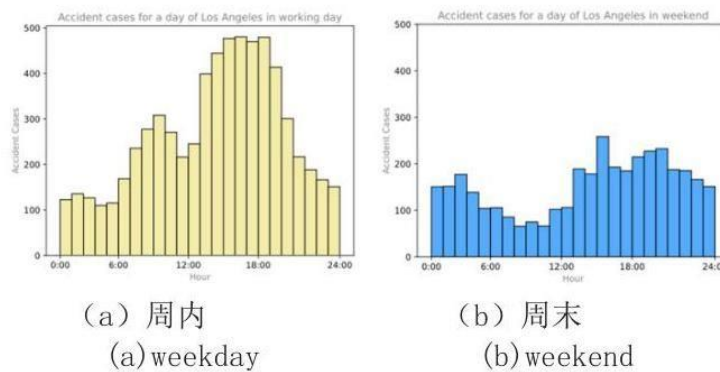 Accident cases for a day of Los Angeles in working day
500
400
300
200
100
0
Accident Cases
0:00 6:00 12:00 18:00 24:00
Hour
(a) 周内
(a)weekday
Accident cases for a day of Los Angeles in weekend
500
400
300
200
100
0
Accident Cases
0:00 6:00 12:00 18:00 24:00
Hour
(b) 周末
(b)weekend